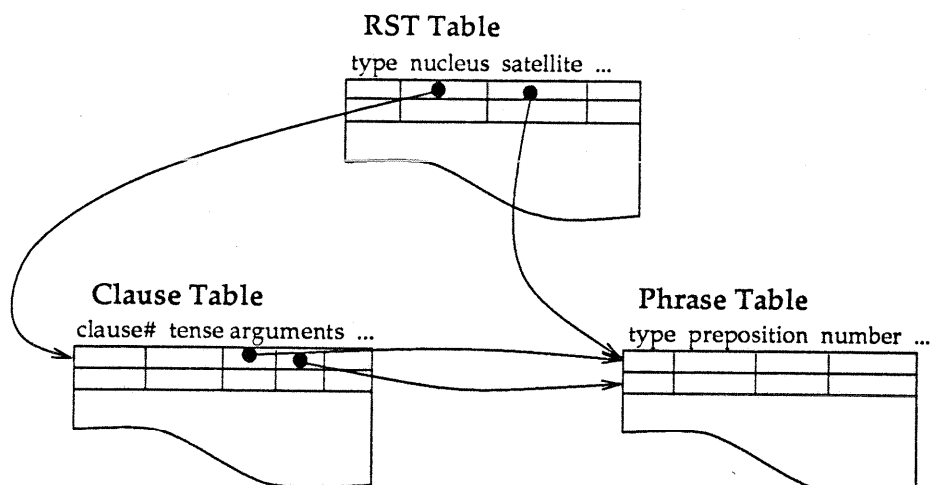 RST Table
type nucleus satellite ...
Clause Table
clause# tense arguments ...
Phrase Table
type preposition number ...